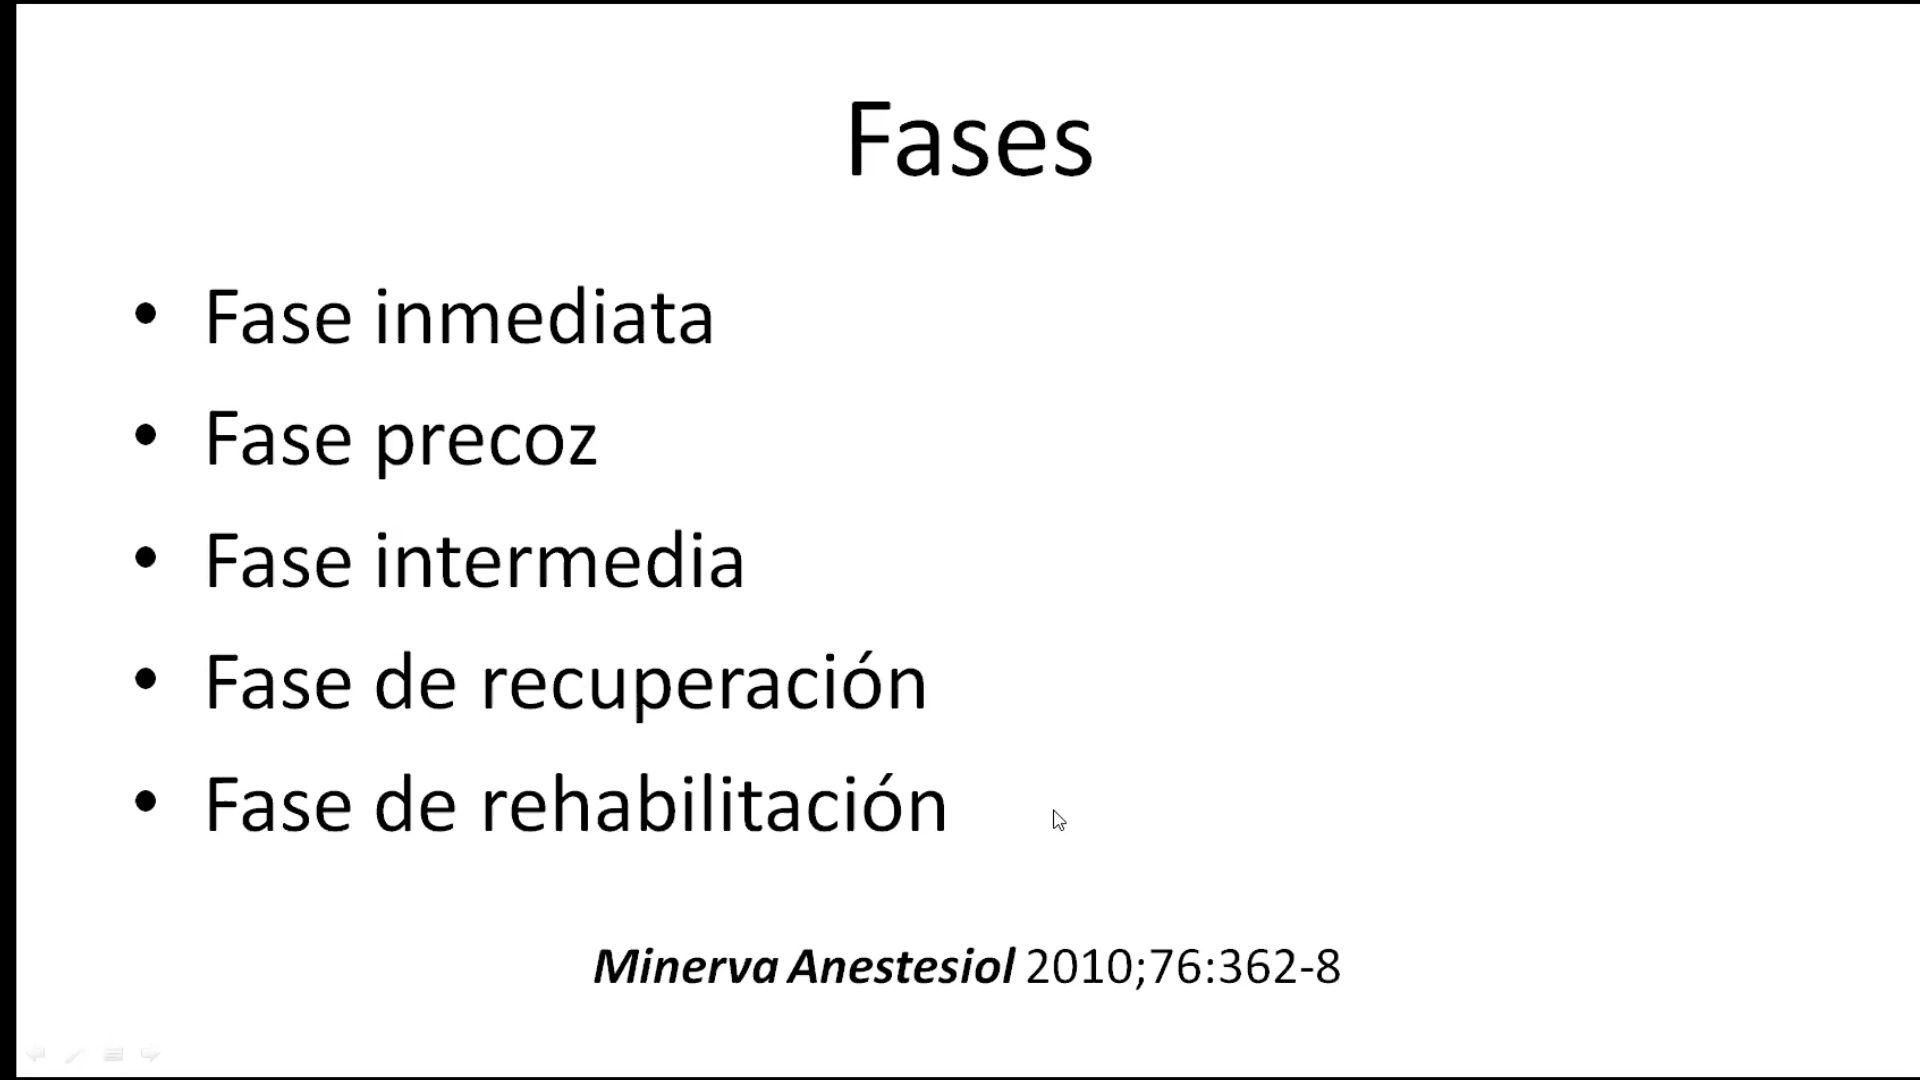 Fases
• Fase inmediata
• Fase precoz
• Fase intermedia
• Fase de recuperación
• Fase de rehabilitación
Minerva Anestesiol 2010;76:362-8